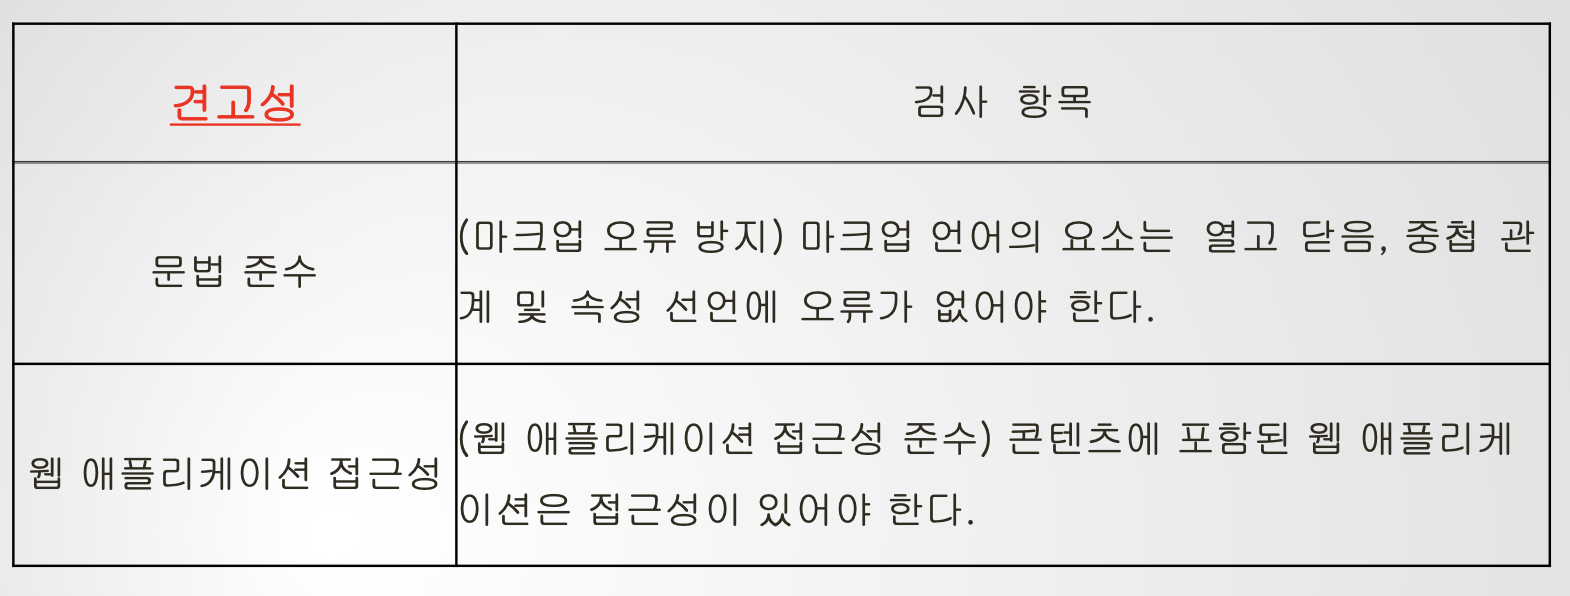 견고성
검사 항목
문법 준수
(마크업 오류 방지) 마크업 언어의 요소는 열고 닫음, 중첩 관
계 및 속성 선언에 오류가 없어야 한다.
웹 애플리케이션 접근성
(웹 애플리케이션 접근성 준수) 콘텐츠에 포함된 웹 애플리케
이션은 접근성이 있어야 한다.